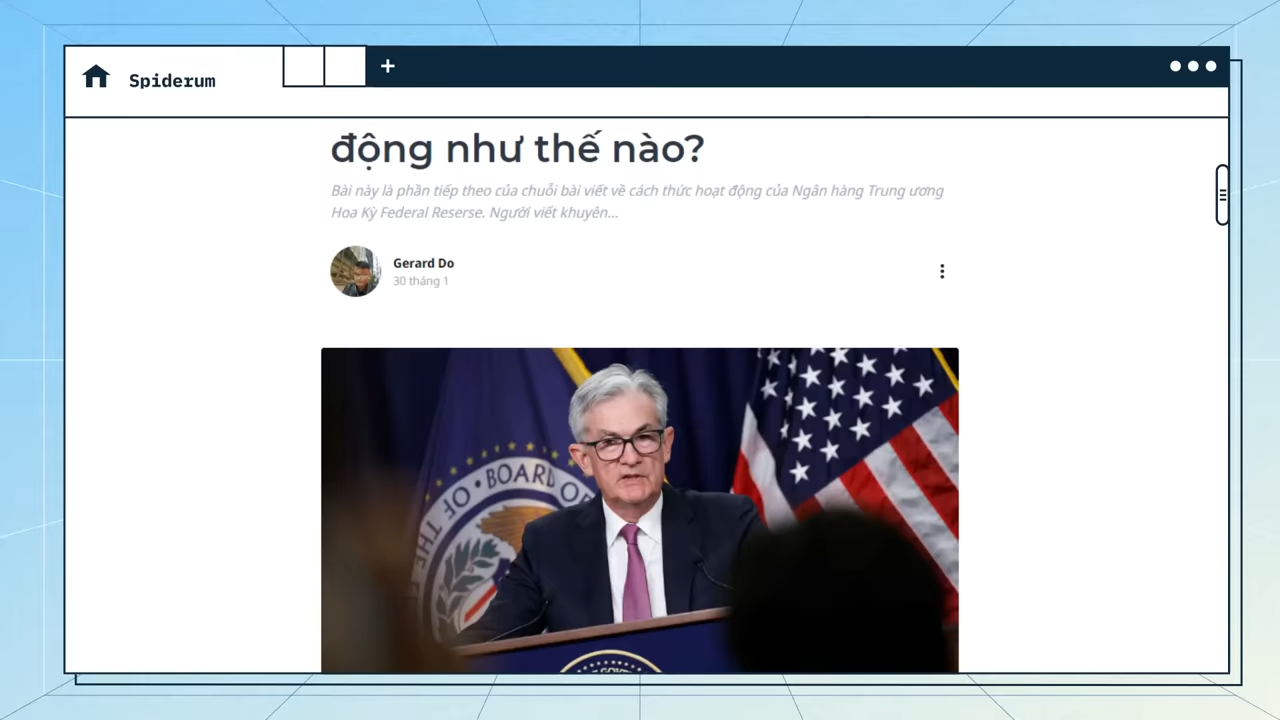 Spiderum
+
động như thế nào?
Bài này là phần tiếp theo của chuỗi bài viết về cách thức hoạt động của Ngân hàng Trung ương
Hoa Kỳ Federal Reserse. Người viết khuyên...
Gerard Do
30 tháng 1
OF THE
BOARD OF